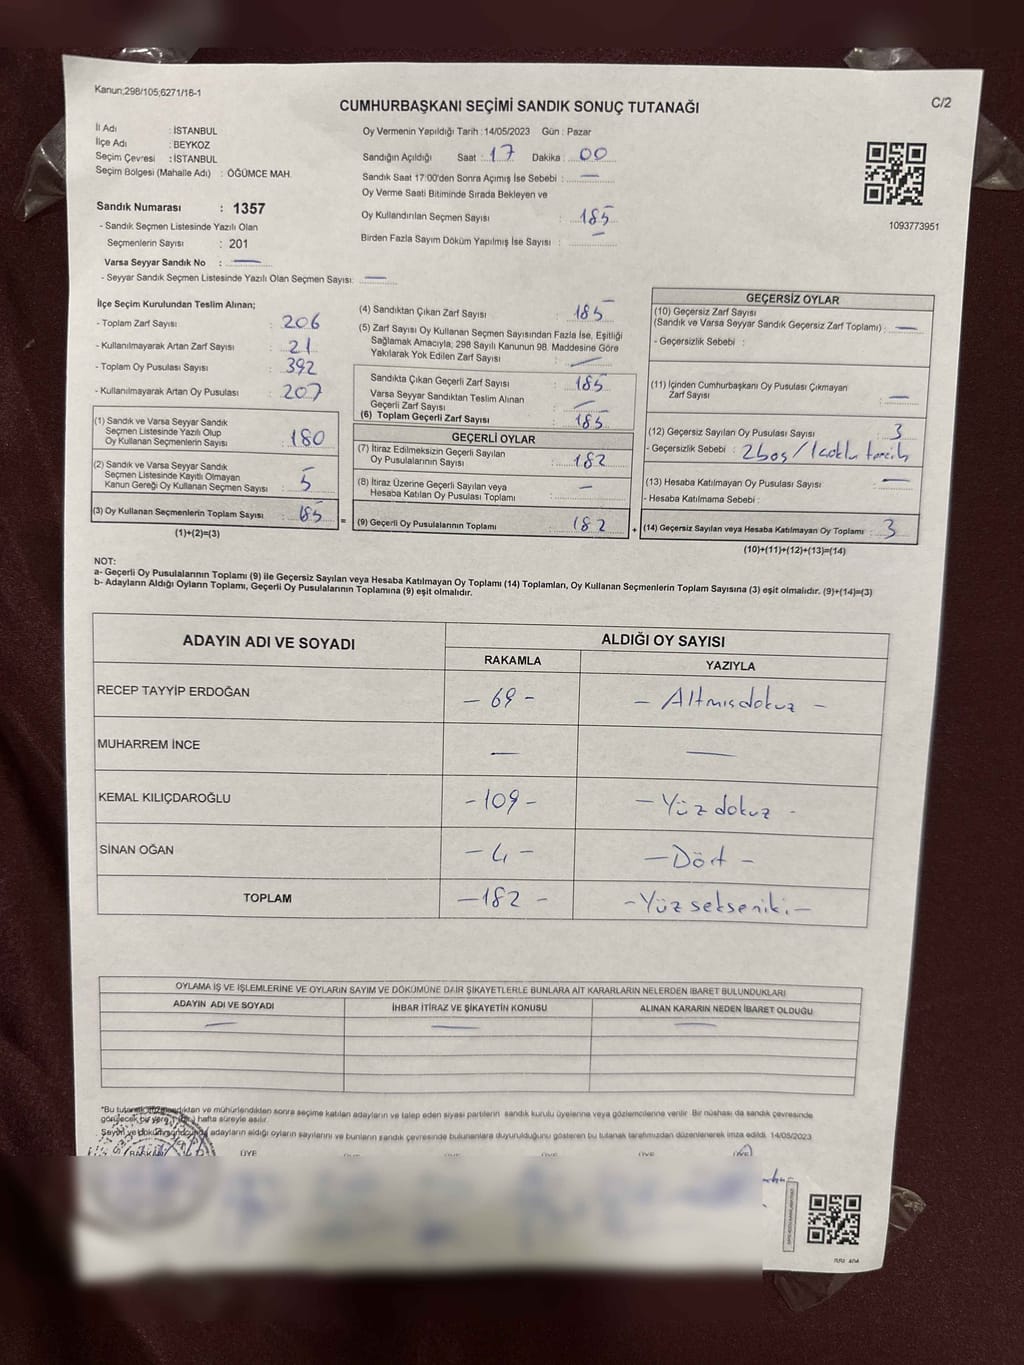 Kanun;298/105;6271/18-1
C/2
CUMHURBAŞKANI SEÇİMİ SANDIK SONUÇ TUTANAĞI
İl Adı : İSTANBUL
İlçe Adı : BEYKOZ
Seçim Çevresi : İSTANBUL
Seçim Bölgesi (Mahalle Adı) : ÖĞÜMCE MAH.
Sandık Numarası : 1357
- Sandık Seçmen Listesinde Yazılı Olan
Seçmenlerin Sayısı : 201
Varsa Seyyar Sandık No : —
- Seyyar Sandık Seçmen Listesinde Yazılı Olan Seçmen Sayısı: —
Oy Vermenin Yapıldığı Tarih : 14/05/2023 Gün : Pazar
Sandığın Açıldığı Saat : 17 Dakika : 00
Sandık Saat 17:00'den Sonra Açımış İse Sebebi : —
Oy Verme Saati Bitiminde Sırada Bekleyen ve
Oy Kullandırılan Seçmen Sayısı : 185
Birden Fazla Sayım Döküm Yapılmış İse Sayısı : —
1093773951
İlçe Seçim Kurulundan Teslim Alınan;
- Toplam Zarf Sayısı : 206
- Kullanılmayarak Artan Zarf Sayısı : 21
- Toplam Oy Pusulası Sayısı : 392
- Kullanılmayarak Artan Oy Pusulası : 207
(1) Sandık ve Varsa Seyyar Sandık
Seçmen Listesinde Yazılı Olup
Oy Kullanan Seçmenlerin Sayısı : 180
(2) Sandık ve Varsa Seyyar Sandık
Seçmen Listesinde Kayıtlı Olmayan
Kanun Gereği Oy Kullanan Seçmen Sayısı : 5
(3) Oy Kullanan Seçmenlerin Toplam Sayısı : 185
(1)+(2)=(3)
=
(4) Sandıktan Çıkan Zarf Sayısı : 185
(5) Zarf Sayısı Oy Kullanan Seçmen Sayısından Fazla İse, Eşitliği
Sağlamak Amacıyla; 298 Sayılı Kanunun 98. Maddesine Göre
Yakılarak Yok Edilen Zarf Sayısı : —
Sandıkta Çıkan Geçerli Zarf Sayısı : 185
Varsa Seyyar Sandıktan Teslim Alınan
Geçerli Zarf Sayısı : —
(6) Toplam Geçerli Zarf Sayısı : 185
GEÇERLİ OYLAR
(7) İtiraz Edilmeksizin Geçerli Sayılan
Oy Pusulalarının Sayısı : 182
(8) İtiraz Üzerine Geçerli Sayılan veya
Hesaba Katılan Oy Pusulası Toplamı : —
(9) Geçerli Oy Pusulalarının Toplamı : 182
+
GEÇERSİZ OYLAR
(10) Geçersiz Zarf Sayısı
(Sandık ve Varsa Seyyar Sandık Geçersiz Zarf Toplamı) : —
- Geçersizlik Sebebi :
(11) İçinden Cumhurbaşkanı Oy Pusulası Çıkmayan
Zarf Sayısı : —
(12) Geçersiz Sayılan Oy Pusulası Sayısı : 3
- Geçersizlik Sebebi : 2 boş / 1 çoklu tercih
(13) Hesaba Katılmayan Oy Pusulası Sayısı : —
- Hesaba Katılmama Sebebi :
(14) Geçersiz Sayılan veya Hesaba Katılmayan Oy Toplamı : 3
(10)+(11)+(12)+(13)=(14)
NOT:
a- Geçerli Oy Pusulalarının Toplamı (9) ile Geçersiz Sayılan veya Hesaba Katılmayan Oy Toplamı (14) Toplamları, Oy Kullanan Seçmenlerin Toplam Sayısına (3) eşit olmalıdır. (9)+(14)=(3)
b- Adayların Aldığı Oyların Toplamı, Geçerli Oy Pusulalarının Toplamına (9) eşit olmalıdır.
ADAYIN ADI VE SOYADI ALDIĞI OY SAYISI
RAKAMLA YAZIYLA
RECEP TAYYİP ERDOĞAN - 69 - - Altmışdokuz -
MUHARREM İNCE — —
KEMAL KILIÇDAROĞLU - 109 - - Yüz dokuz -
SİNAN OĞAN - 4 - - Dört -
TOPLAM - 182 - - Yüz sekseniki -
OYLAMA İŞ VE İŞLEMLERİNE VE OYLARIN SAYIM VE DÖKÜMÜNE DAİR ŞİKAYETLERLE BUNLARA AİT KARARLARIN NELERDEN İBARET BULUNDUKLARI
ADAYIN ADI VE SOYADI İHBAR İTİRAZ VE ŞİKAYETİN KONUSU ALINAN KARARIN NEDEN İBARET OLDUĞU
— — —
*Bu tutanak sandıktan ve mühürlendikten sonra seçime katılan adayların ve talep eden siyasi partilerin sandık kurulu üyelerine veya gözlemcilerine verilir. Bir nüshası da sandık çevresinde
görülecek bir yere hafta süreyle asılır.
Sayım ve döküm sonucunda adayların aldığı oyların sayılarını ve bunların sandık çevresinde bulunanlara duyurulduğunu gösteren bu tutanak tarafımızdan düzenlenerek imza edildi. 14/05/2023
BAŞKAN ÜYE ÜYE ÜYE ÜYE ÜYE ÜYE